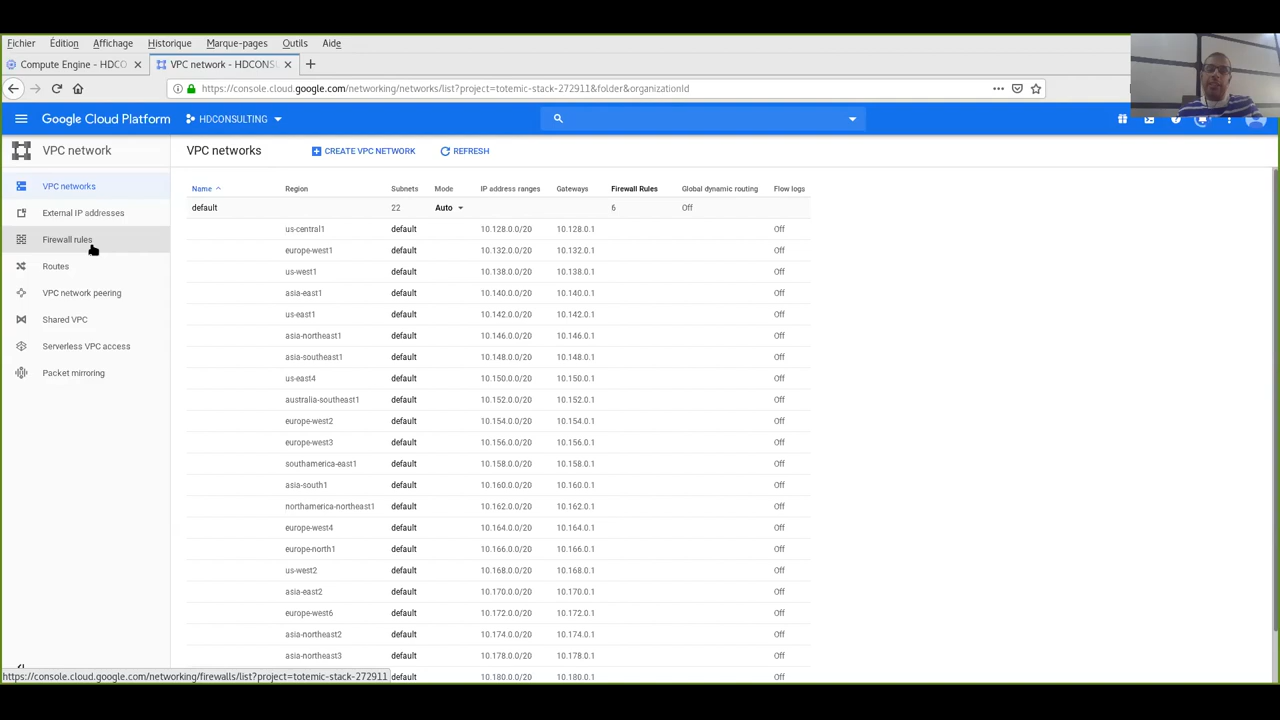 Fichier Édition Affichage Historique Marque-pages Outils Aide
Compute Engine - HDCO VPC network - HDCONSU
https://console.cloud.google.com/networking/networks/list?project=totemic-stack-272911&folder&organizationId
Google Cloud Platform HDCONSULTING
VPC network VPC networks CREATE VPC NETWORK REFRESH
VPC networks
External IP addresses
Firewall rules
Routes
VPC network peering
Shared VPC
Serverless VPC access
Packet mirroring
Name Region Subnets Mode IP address ranges Gateways Firewall Rules Global dynamic routing Flow logs
default 22 Auto 6 Off
us-central1 default 10.128.0.0/20 10.128.0.1 Off
europe-west1 default 10.132.0.0/20 10.132.0.1 Off
us-west1 default 10.138.0.0/20 10.138.0.1 Off
asia-east1 default 10.140.0.0/20 10.140.0.1 Off
us-east1 default 10.142.0.0/20 10.142.0.1 Off
asia-northeast1 default 10.146.0.0/20 10.146.0.1 Off
asia-southeast1 default 10.148.0.0/20 10.148.0.1 Off
us-east4 default 10.150.0.0/20 10.150.0.1 Off
australia-southeast1 default 10.152.0.0/20 10.152.0.1 Off
europe-west2 default 10.154.0.0/20 10.154.0.1 Off
europe-west3 default 10.156.0.0/20 10.156.0.1 Off
southamerica-east1 default 10.158.0.0/20 10.158.0.1 Off
asia-south1 default 10.160.0.0/20 10.160.0.1 Off
northamerica-northeast1 default 10.162.0.0/20 10.162.0.1 Off
europe-west4 default 10.164.0.0/20 10.164.0.1 Off
europe-north1 default 10.166.0.0/20 10.166.0.1 Off
us-west2 default 10.168.0.0/20 10.168.0.1 Off
asia-east2 default 10.170.0.0/20 10.170.0.1 Off
europe-west6 default 10.172.0.0/20 10.172.0.1 Off
asia-northeast2 default 10.174.0.0/20 10.174.0.1 Off
asia-northeast3 default 10.178.0.0/20 10.178.0.1 Off
default 10.180.0.0/20 10.180.0.1 Off
https://console.cloud.google.com/networking/firewalls/list?project=totemic-stack-272911